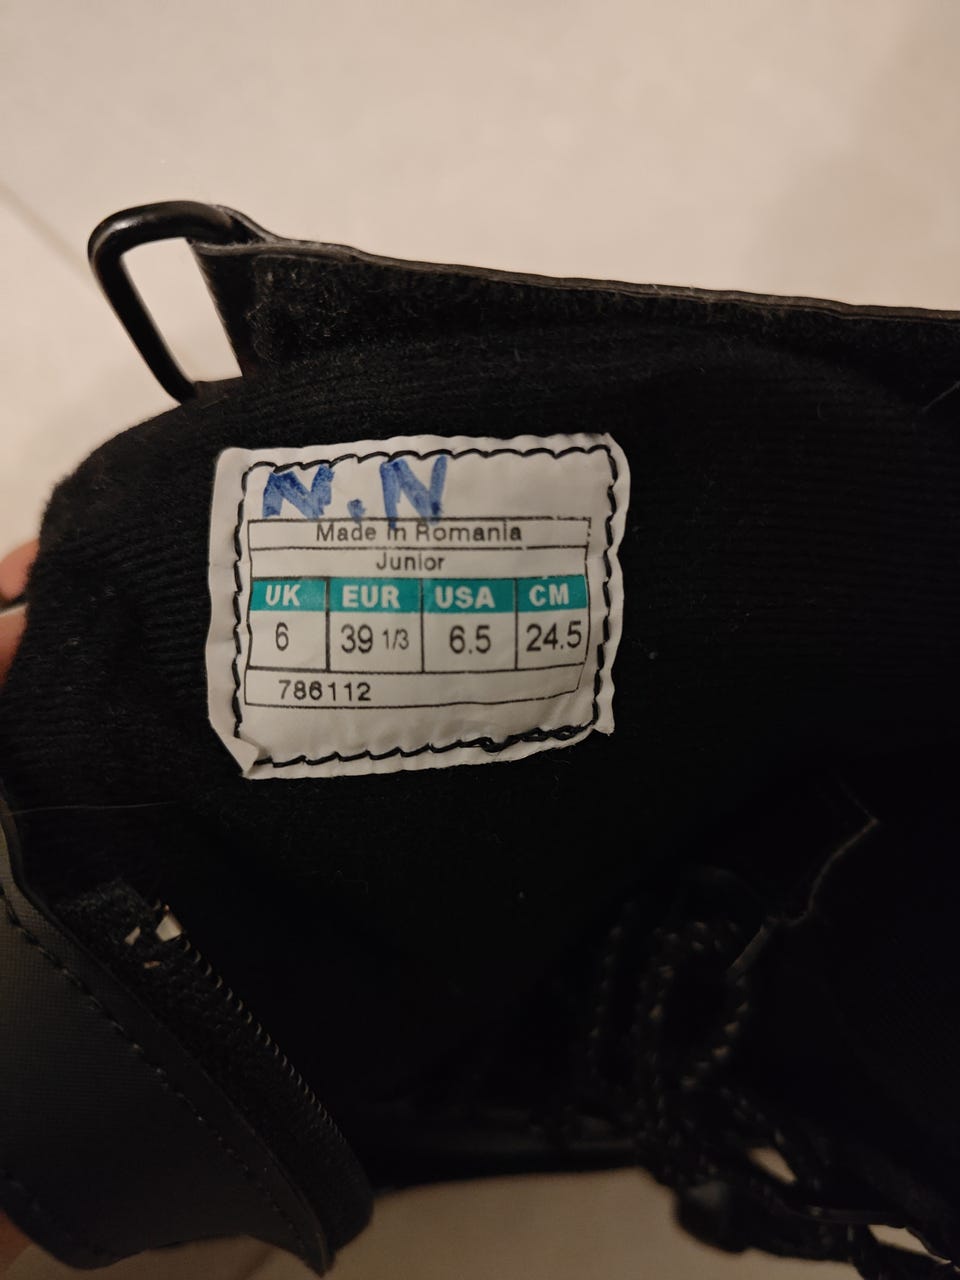 N.N
Made in Romania
Junior
UK EUR USA CM
6 39 1/3 6.5 24.5
786112